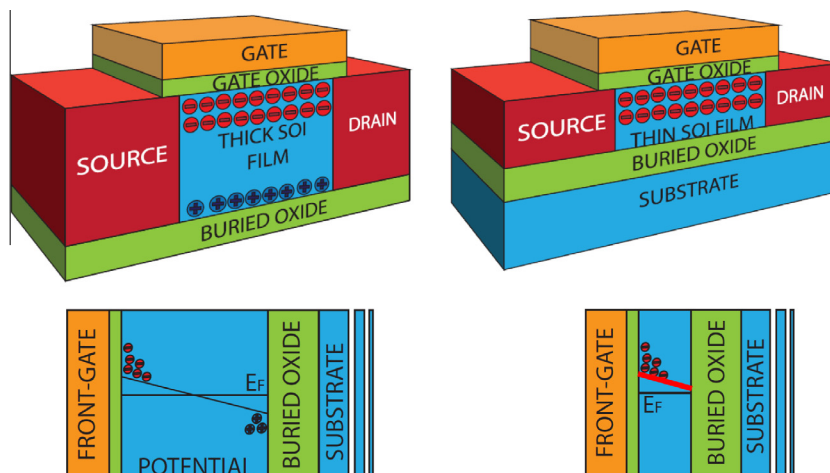 GATE
GATE OXIDE
THICK SOI
FILM
SOURCE
DRAIN
BURIED OXIDE
GATE
GATE OXIDE
SOURCE
DRAIN
THIN SOI FILM
BURIED OXIDE
SUBSTRATE
FRONT-GATE
EF
POTENTIAL
BURIED OXIDE
SUBSTRATE
FRONT-GATE
EF
BURIED OXIDE
SUBSTRATE